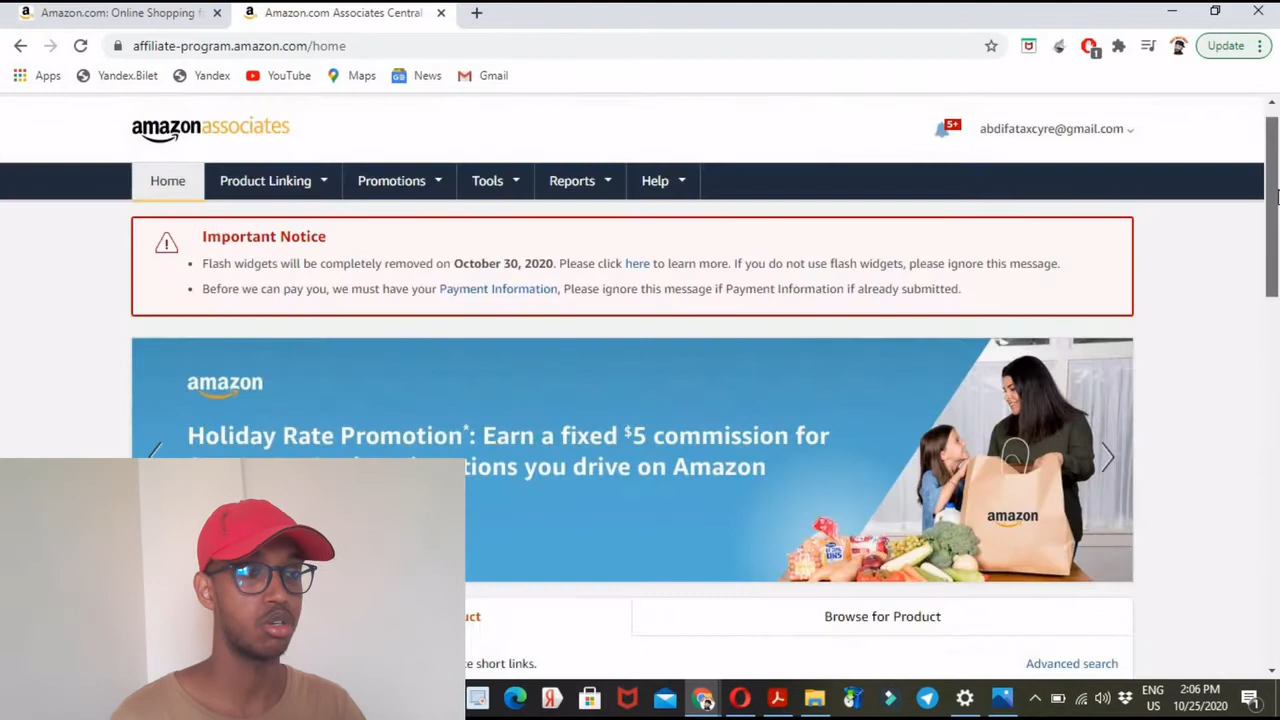 Amazon.com: Online Shopping f
Amazon.com Associates Central
affiliate-program.amazon.com/home
1
Update
Apps
Yandex.Bilet
Yandex
YouTube
Maps
News
Gmail
amazonassociates
5+
abdifataxcyre@gmail.com
Home
Product Linking
Promotions
Tools
Reports
Help
Important Notice
Flash widgets will be completely removed on October 30, 2020. Please click here to learn more. If you do not use flash widgets, please ignore this message.
Before we can pay you, we must have your Payment Information, Please ignore this message if Payment Information if already submitted.
amazon
Holiday Rate Promotion*: Earn a fixed $5 commission for
tions you drive on Amazon
amazon
uct
Browse for Product
e short links.
Advanced search
ENG
US
2:06 PM
10/25/2020
1